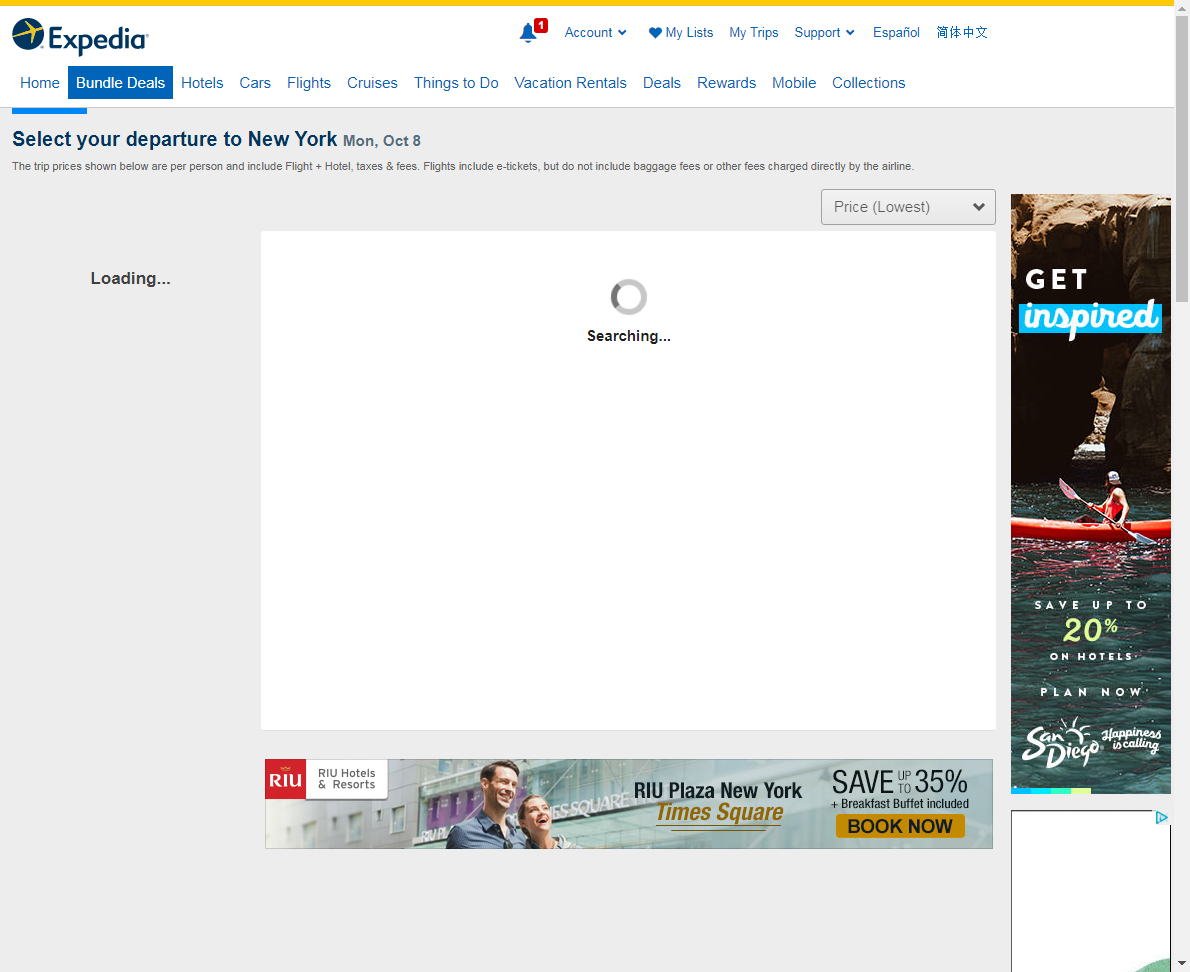 Expedia
1
Account
My Lists
My Trips
Support
Español
简体中文
Home
Bundle Deals
Hotels
Cars
Flights
Cruises
Things to Do
Vacation Rentals
Deals
Rewards
Mobile
Collections
Select your departure to New York Mon, Oct 8
The trip prices shown below are per person and include Flight + Hotel, taxes & fees. Flights include e-tickets, but do not include baggage fees or other fees charged directly by the airline.
Price (Lowest)
Loading...
Searching...
GET
inspired
SAVE UP TO
20%
ON HOTELS*
PLAN NOW
San Diego
Happiness
is calling
RIU
RIU Hotels
& Resorts
RIU PLAZA
ESS SQUARE
RIU Plaza New York
Times Square
SAVE UP TO 35%
+ Breakfast Buffet included
BOOK NOW